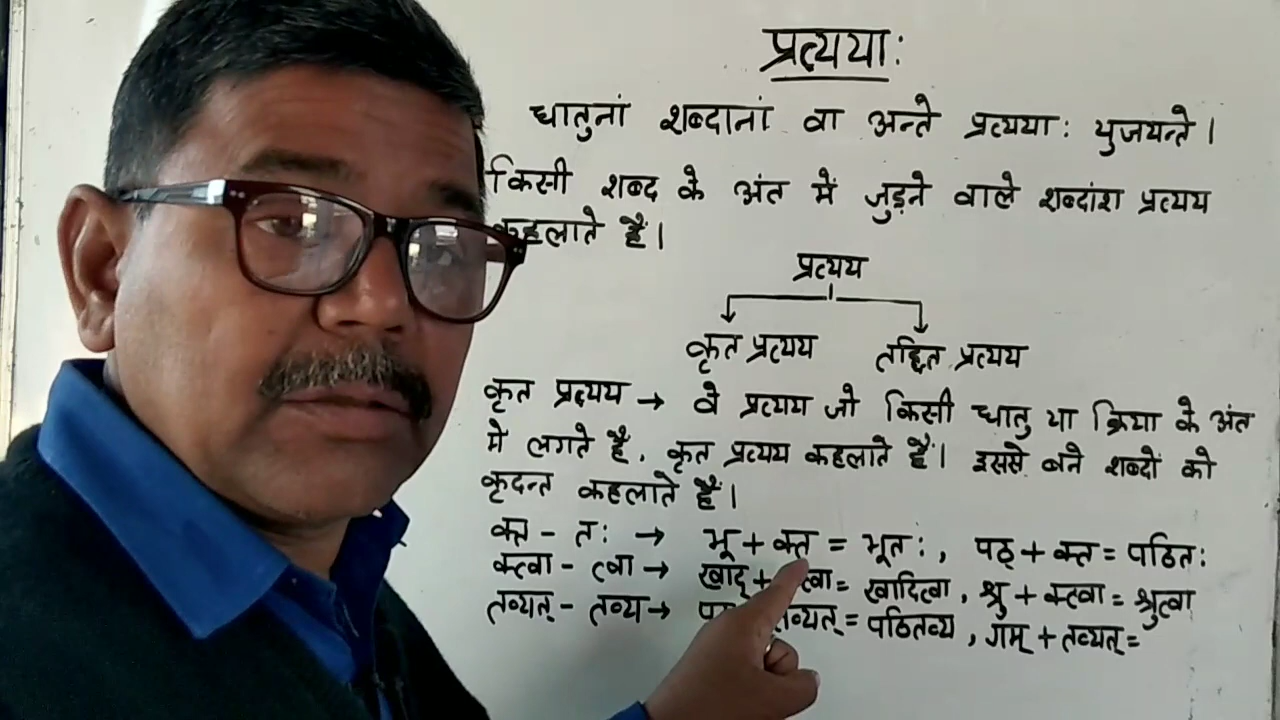 प्रत्ययाः
धातुनां शब्दानां वा अन्ते प्रत्ययाः युजयन्ते।
किसी शब्द के अंत में जुड़ने वाले शब्दांश प्रत्यय
कहलाते हैं।
प्रत्यय
कृत प्रत्यय तद्धित प्रत्यय
कृत प्रत्यय → वे प्रत्यय जो किसी धातु या क्रिया के अंत
मे लगते है, कृत प्रत्यय कहलाते हैं। इससे बने शब्दों को
कृदन्त कहलाते हैं।
क्त - तः → भू + क्त = भूतः, पठ् + क्त = पठितः
क्त्वा - त्वा → खाद् + त्वा = खादित्वा, श्रु + क्त्वा = श्रुत्वा
तव्यत् - तव्य → तव्यत् = पठितव्य, गम् + तव्यत् =